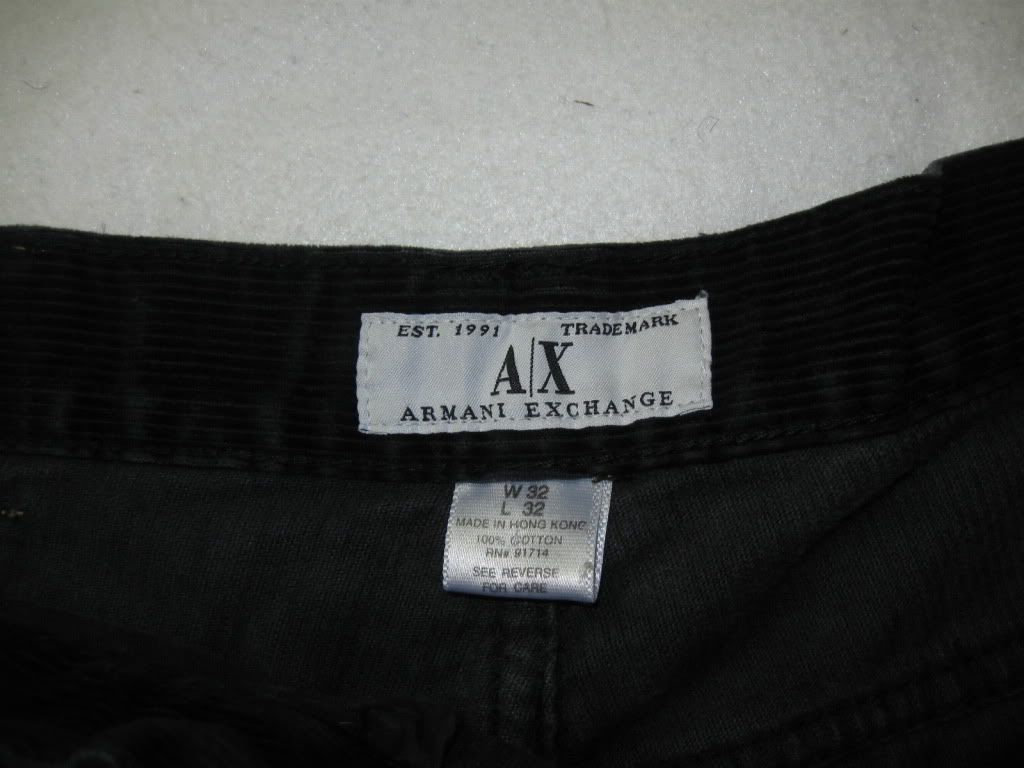 EST. 1991 TRADEMARK
A|X
ARMANI EXCHANGE
W 32
L 32
MADE IN HONG KONG
100% COTTON
RN# 91714
SEE REVERSE
FOR CARE